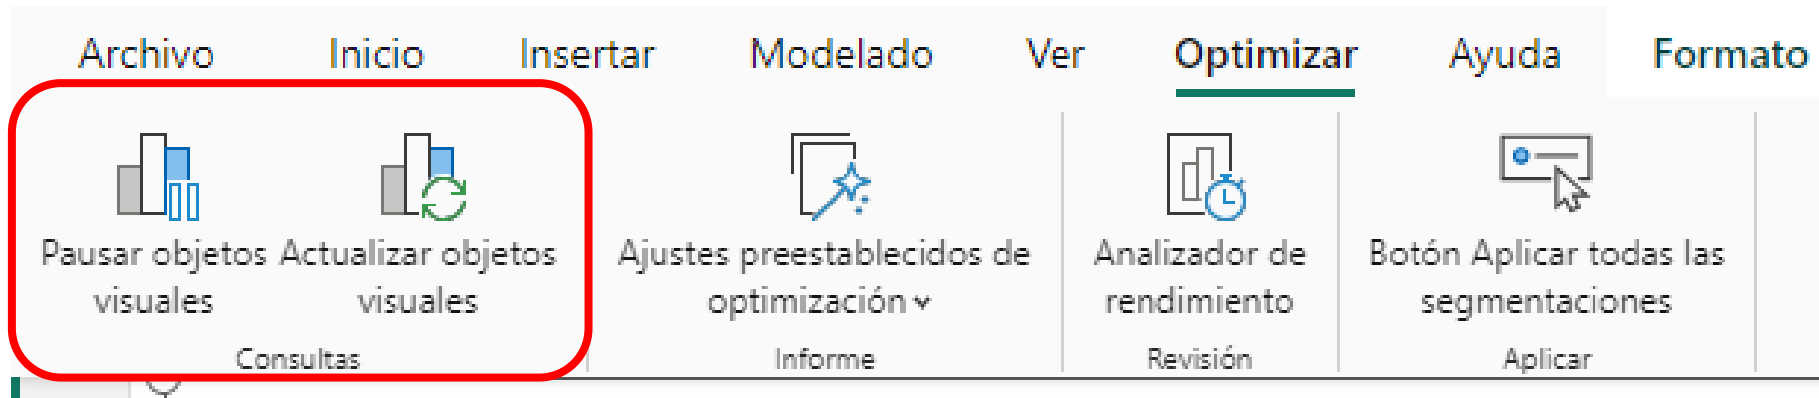 Archivo Inicio Insertar Modelado Ver Optimizar Ayuda Formato
Pausar objetos visuales
Actualizar objetos visuales
Ajustes preestablecidos de optimización
Analizador de rendimiento
Botón Aplicar todas las segmentaciones
Consultas Informe Revisión Aplicar